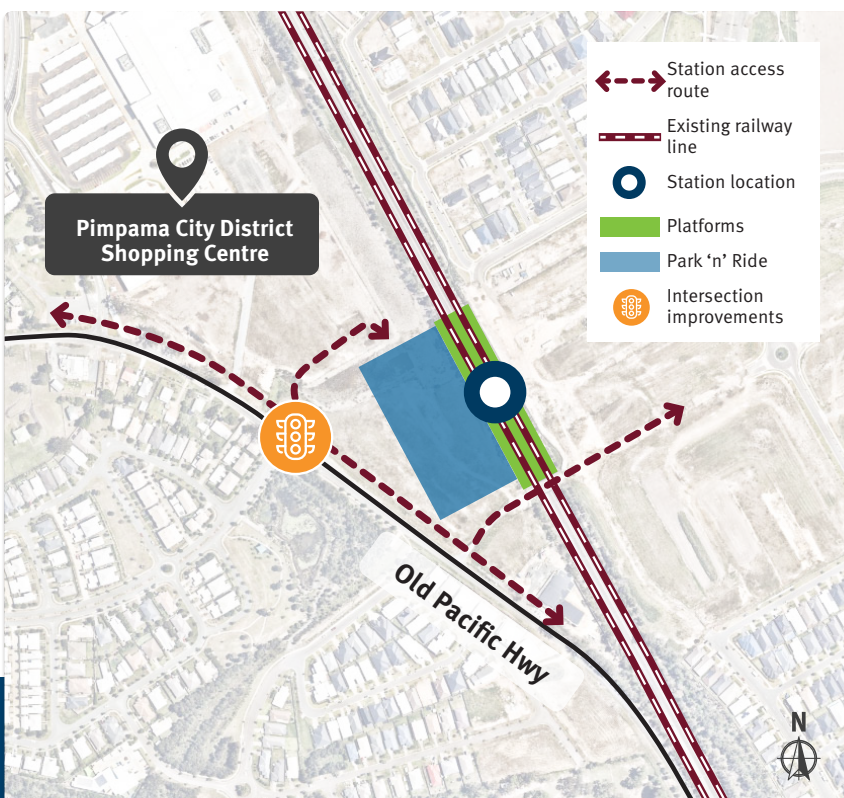 Station access
route
Existing railway
line
Station location
Platforms
Park ‘n’ Ride
Intersection
improvements
Pimpama City District
Shopping Centre
Old Pacific Hwy
N